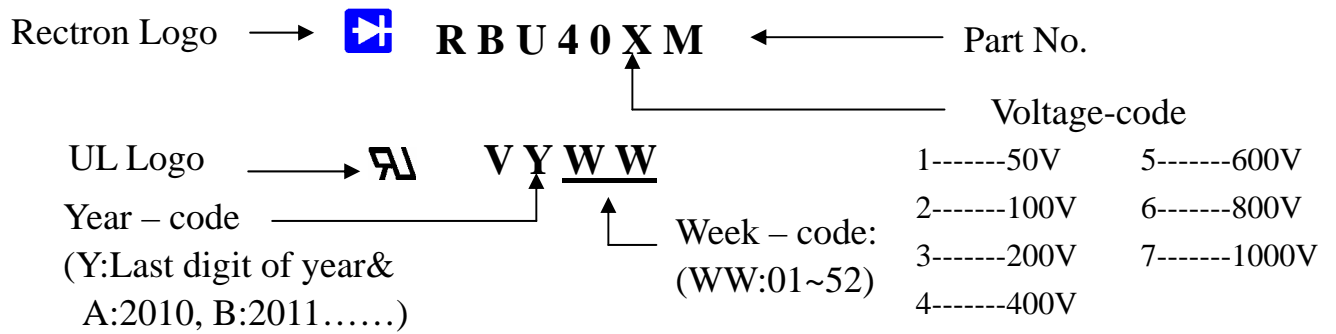 Rectron Logo R B U 4 0 X M Part No.
Voltage-code
UL Logo V Y W W
1-------50V 5-------600V
Year – code
2-------100V 6-------800V
Week – code:
(Y:Last digit of year&
3-------200V 7-------1000V
(WW:01~52)
A:2010, B:2011……)
4-------400V